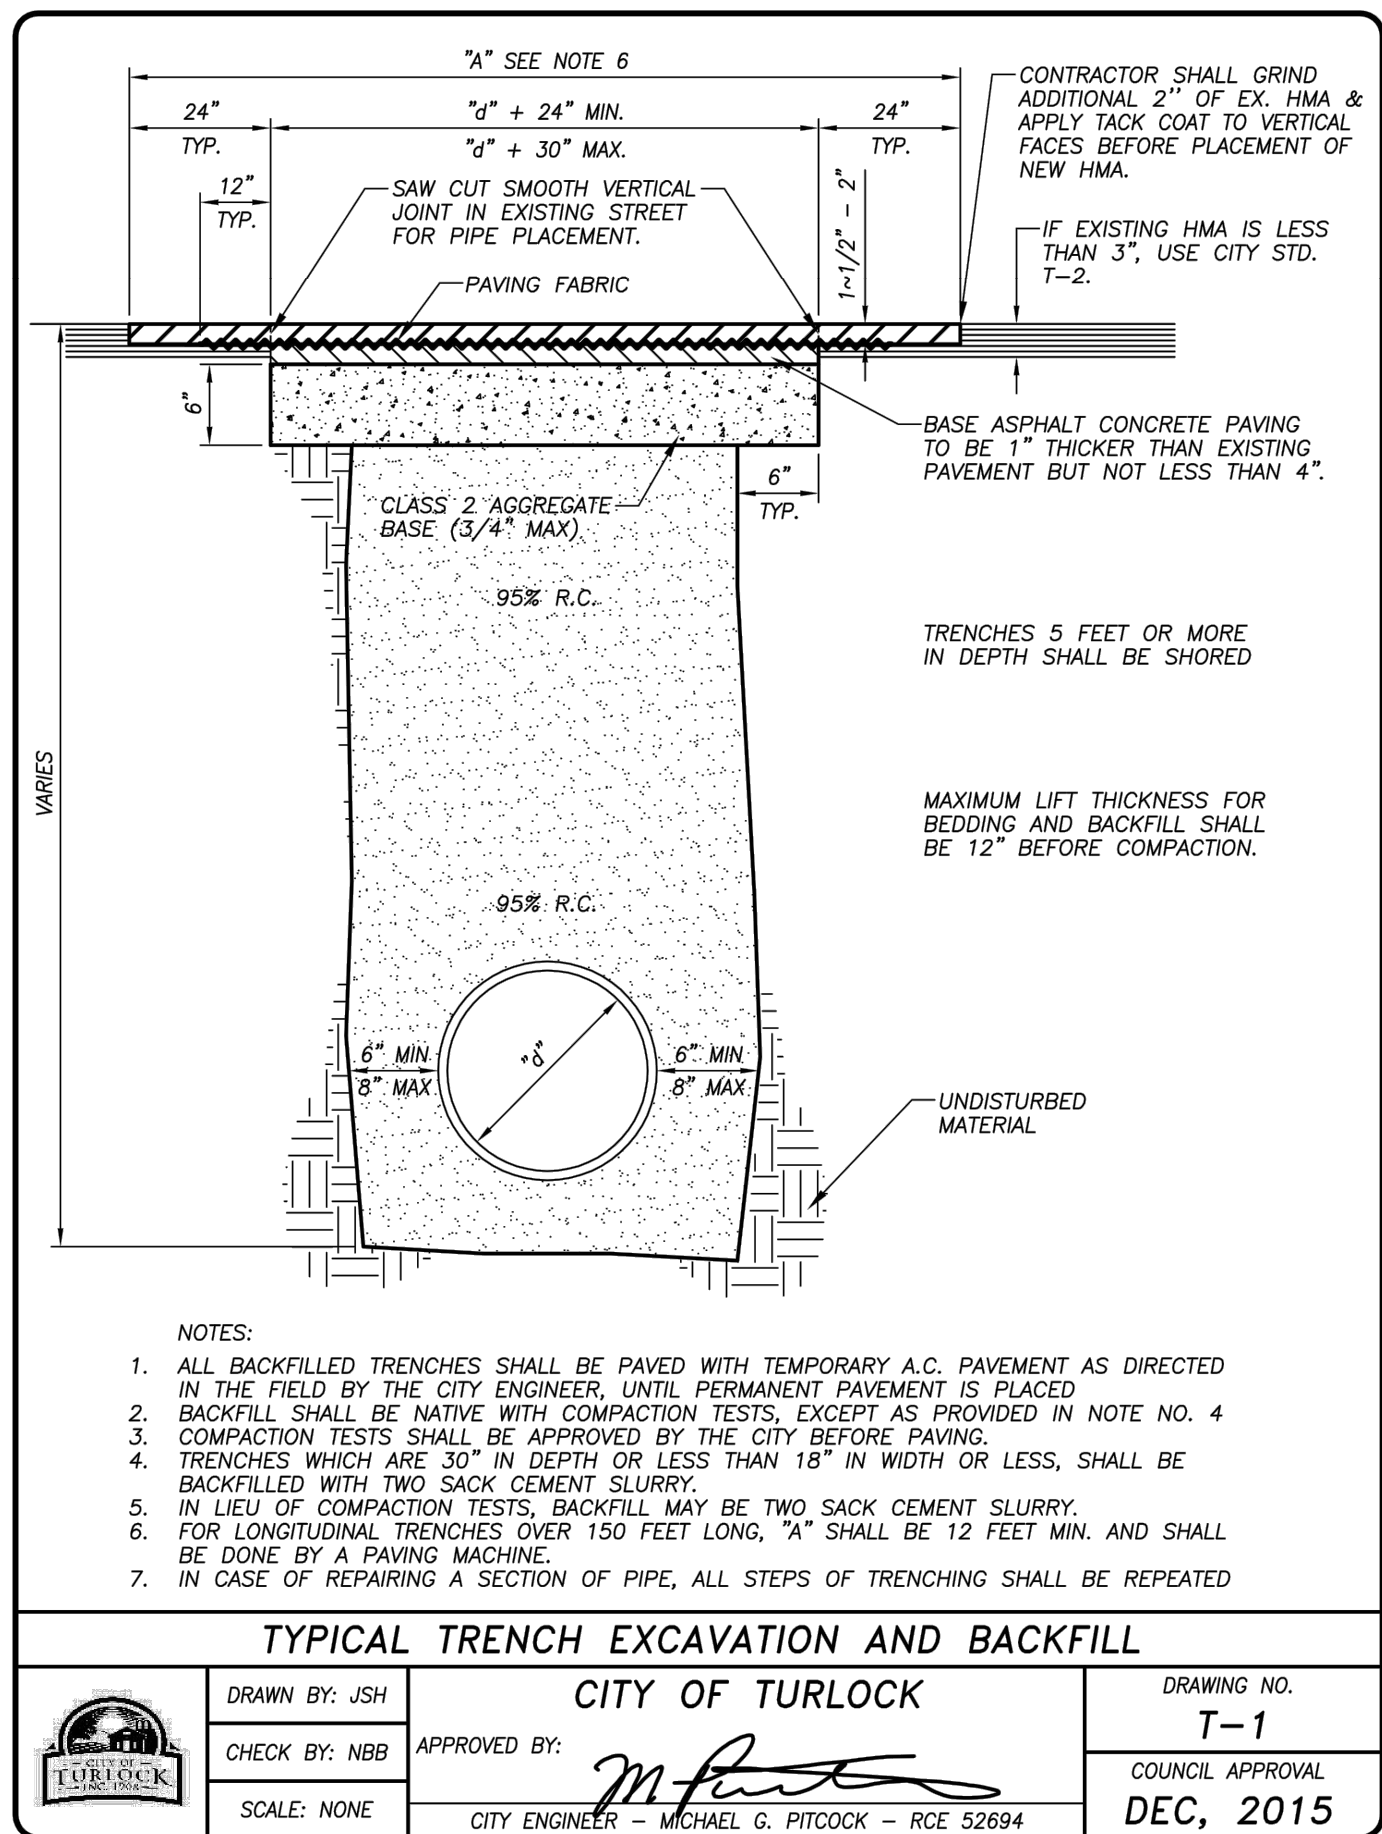 "A" SEE NOTE 6
24"
TYP.
"d" + 24" MIN.
"d" + 30" MAX.
24"
TYP.
12"
TYP.
CONTRACTOR SHALL GRIND
ADDITIONAL 2'' OF EX. HMA &
APPLY TACK COAT TO VERTICAL
FACES BEFORE PLACEMENT OF
NEW HMA.
SAW CUT SMOOTH VERTICAL
JOINT IN EXISTING STREET
FOR PIPE PLACEMENT.
1~1/2" - 2"
IF EXISTING HMA IS LESS
THAN 3", USE CITY STD.
T-2.
PAVING FABRIC
6"
BASE ASPHALT CONCRETE PAVING
TO BE 1" THICKER THAN EXISTING
PAVEMENT BUT NOT LESS THAN 4".
6"
TYP.
CLASS 2 AGGREGATE
BASE (3/4" MAX)
95% R.C.
TRENCHES 5 FEET OR MORE
IN DEPTH SHALL BE SHORED
VARIES
MAXIMUM LIFT THICKNESS FOR
BEDDING AND BACKFILL SHALL
BE 12" BEFORE COMPACTION.
95% R.C.
6" MIN
8" MAX
"d"
6" MIN
8" MAX
UNDISTURBED
MATERIAL
NOTES:
1. ALL BACKFILLED TRENCHES SHALL BE PAVED WITH TEMPORARY A.C. PAVEMENT AS DIRECTED
IN THE FIELD BY THE CITY ENGINEER, UNTIL PERMANENT PAVEMENT IS PLACED
2. BACKFILL SHALL BE NATIVE WITH COMPACTION TESTS, EXCEPT AS PROVIDED IN NOTE NO. 4
3. COMPACTION TESTS SHALL BE APPROVED BY THE CITY BEFORE PAVING.
4. TRENCHES WHICH ARE 30" IN DEPTH OR LESS THAN 18" IN WIDTH OR LESS, SHALL BE
BACKFILLED WITH TWO SACK CEMENT SLURRY.
5. IN LIEU OF COMPACTION TESTS, BACKFILL MAY BE TWO SACK CEMENT SLURRY.
6. FOR LONGITUDINAL TRENCHES OVER 150 FEET LONG, "A" SHALL BE 12 FEET MIN. AND SHALL
BE DONE BY A PAVING MACHINE.
7. IN CASE OF REPAIRING A SECTION OF PIPE, ALL STEPS OF TRENCHING SHALL BE REPEATED
TYPICAL TRENCH EXCAVATION AND BACKFILL
CITY OF
TURLOCK
INC. 1908
DRAWN BY: JSH
CHECK BY: NBB
SCALE: NONE
CITY OF TURLOCK
APPROVED BY:
CITY ENGINEER - MICHAEL G. PITCOCK - RCE 52694
DRAWING NO.
T-1
COUNCIL APPROVAL
DEC, 2015